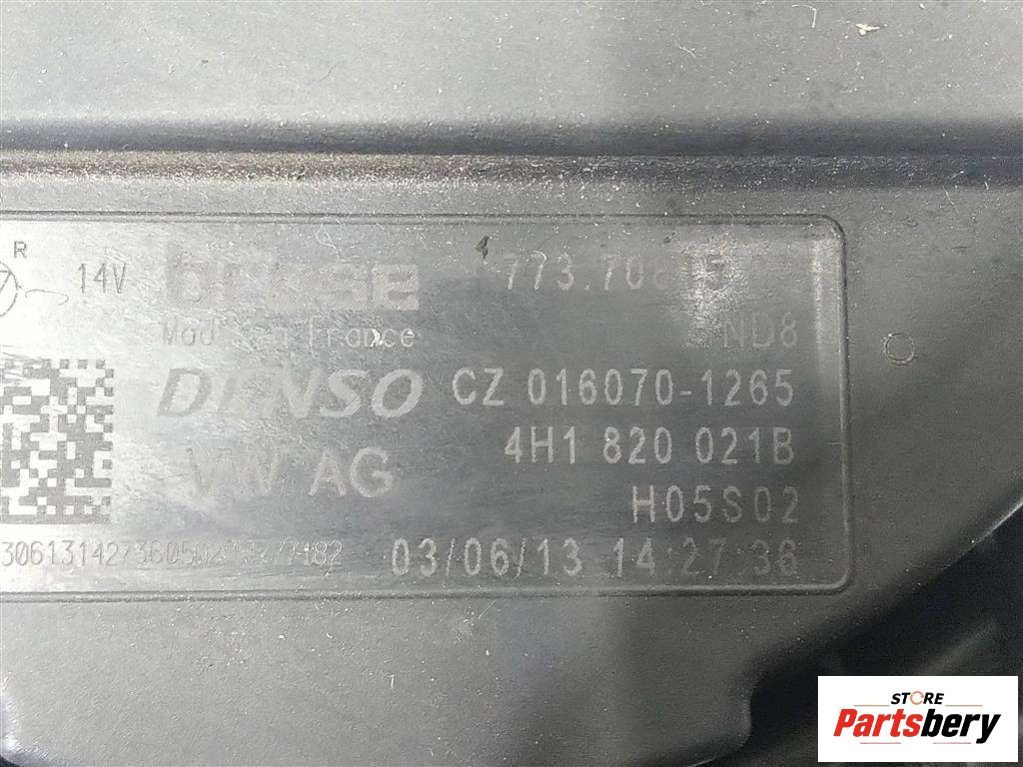 R
14V
Made in France
ND8
DENSO CZ 016070-1265
VW AG 4H1 820 021B
H05S02
03/06/13 14:27:36
STORE
Partsbery